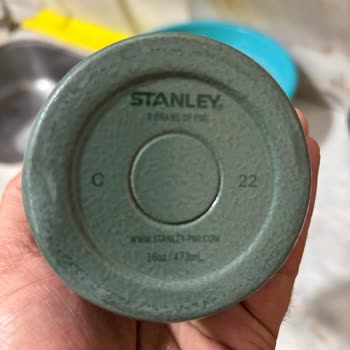 STANLEY
A BRAND OF PMI
C 22
WWW.STANLEY-PMI.COM
16oz/473mL